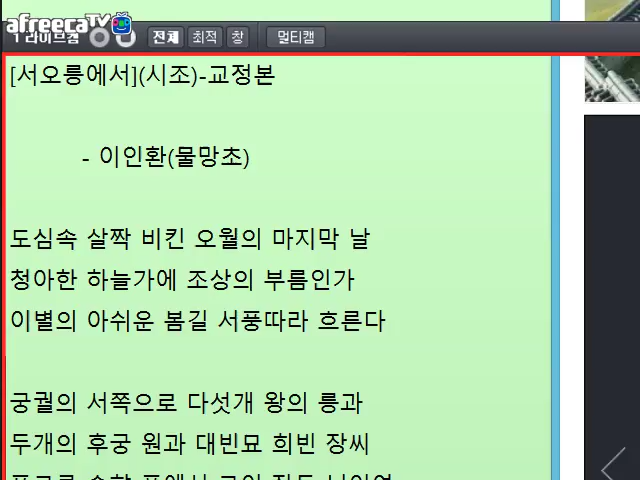 afreecaTV
라이브캠
전체 최적 창 멀티캠
[서오릉에서](시조)-교정본
- 이인환(물망초)
도심속 살짝 비킨 오월의 마지막 날
청아한 하늘가에 조상의 부름인가
이별의 아쉬운 봄길 서풍따라 흐른다
궁궐의 서쪽으로 다섯개 왕의 릉과
두개의 후궁 원과 대빈묘 희빈 장씨